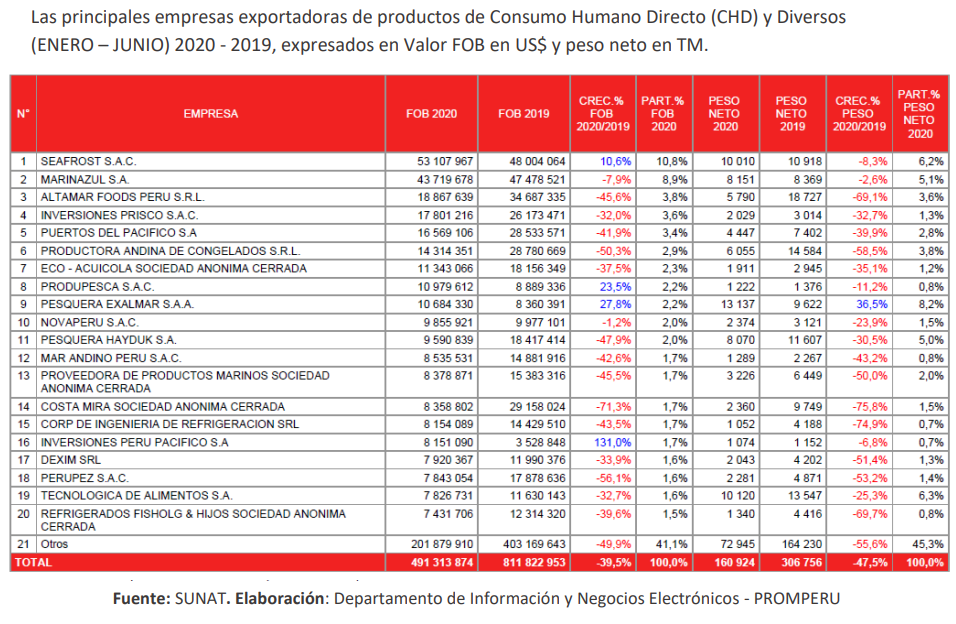 Las principales empresas exportadoras de productos de Consumo Humano Directo (CHD) y Diversos
(ENERO – JUNIO) 2020 - 2019, expresados en Valor FOB en US$ y peso neto en TM.
N° EMPRESA FOB 2020 FOB 2019 CREC.% FOB 2020/2019 PART.% FOB 2020 PESO NETO 2020 PESO NETO 2019 CREC.% PESO 2020/2019 PART.% PESO NETO 2020
1 SEAFROST S.A.C. 53 107 967 48 004 064 10,6% 10,8% 10 010 10 918 -8,3% 6,2%
2 MARINAZUL S.A. 43 719 678 47 478 521 -7,9% 8,9% 8 151 8 369 -2,6% 5,1%
3 ALTAMAR FOODS PERU S.R.L. 18 867 639 34 687 335 -45,6% 3,8% 5 790 18 727 -69,1% 3,6%
4 INVERSIONES PRISCO S.A.C. 17 801 216 26 173 471 -32,0% 3,6% 2 029 3 014 -32,7% 1,3%
5 PUERTOS DEL PACIFICO S.A 16 569 106 28 533 571 -41,9% 3,4% 4 447 7 402 -39,9% 2,8%
6 PRODUCTORA ANDINA DE CONGELADOS S.R.L. 14 314 351 28 780 669 -50,3% 2,9% 6 055 14 584 -58,5% 3,8%
7 ECO - ACUICOLA SOCIEDAD ANONIMA CERRADA 11 343 066 18 156 349 -37,5% 2,3% 1 911 2 945 -35,1% 1,2%
8 PRODUPESCA S.A.C. 10 979 612 8 889 336 23,5% 2,2% 1 222 1 376 -11,2% 0,8%
9 PESQUERA EXALMAR S.A.A. 10 684 330 8 360 391 27,8% 2,2% 13 137 9 622 36,5% 8,2%
10 NOVAPERU S.A.C. 9 855 921 9 977 101 -1,2% 2,0% 2 374 3 121 -23,9% 1,5%
11 PESQUERA HAYDUK S.A. 9 590 839 18 417 414 -47,9% 2,0% 8 070 11 607 -30,5% 5,0%
12 MAR ANDINO PERU S.A.C. 8 535 531 14 881 916 -42,6% 1,7% 1 289 2 267 -43,2% 0,8%
13 PROVEEDORA DE PRODUCTOS MARINOS SOCIEDAD 8 378 871 15 383 316 -45,5% 1,7% 3 226 6 449 -50,0% 2,0%
ANONIMA CERRADA
14 COSTA MIRA SOCIEDAD ANONIMA CERRADA 8 358 802 29 158 024 -71,3% 1,7% 2 360 9 749 -75,8% 1,5%
15 CORP DE INGENIERIA DE REFRIGERACION SRL 8 154 089 14 429 510 -43,5% 1,7% 1 052 4 188 -74,9% 0,7%
16 INVERSIONES PERU PACIFICO S.A 8 151 090 3 528 848 131,0% 1,7% 1 074 1 152 -6,8% 0,7%
17 DEXIM SRL 7 920 367 11 990 376 -33,9% 1,6% 2 043 4 202 -51,4% 1,3%
18 PERUPEZ S.A.C. 7 843 054 17 878 636 -56,1% 1,6% 2 281 4 871 -53,2% 1,4%
19 TECNOLOGICA DE ALIMENTOS S.A. 7 826 731 11 630 143 -32,7% 1,6% 10 120 13 547 -25,3% 6,3%
20 REFRIGERADOS FISHOLG & HIJOS SOCIEDAD ANONIMA 7 431 706 12 314 320 -39,6% 1,5% 1 340 4 416 -69,7% 0,8%
CERRADA
21 Otros 201 879 910 403 169 643 -49,9% 41,1% 72 945 164 230 -55,6% 45,3%
TOTAL 491 313 874 811 822 953 -39,5% 100,0% 160 924 306 756 -47,5% 100,0%
Fuente: SUNAT. Elaboración: Departamento de Información y Negocios Electrónicos - PROMPERU